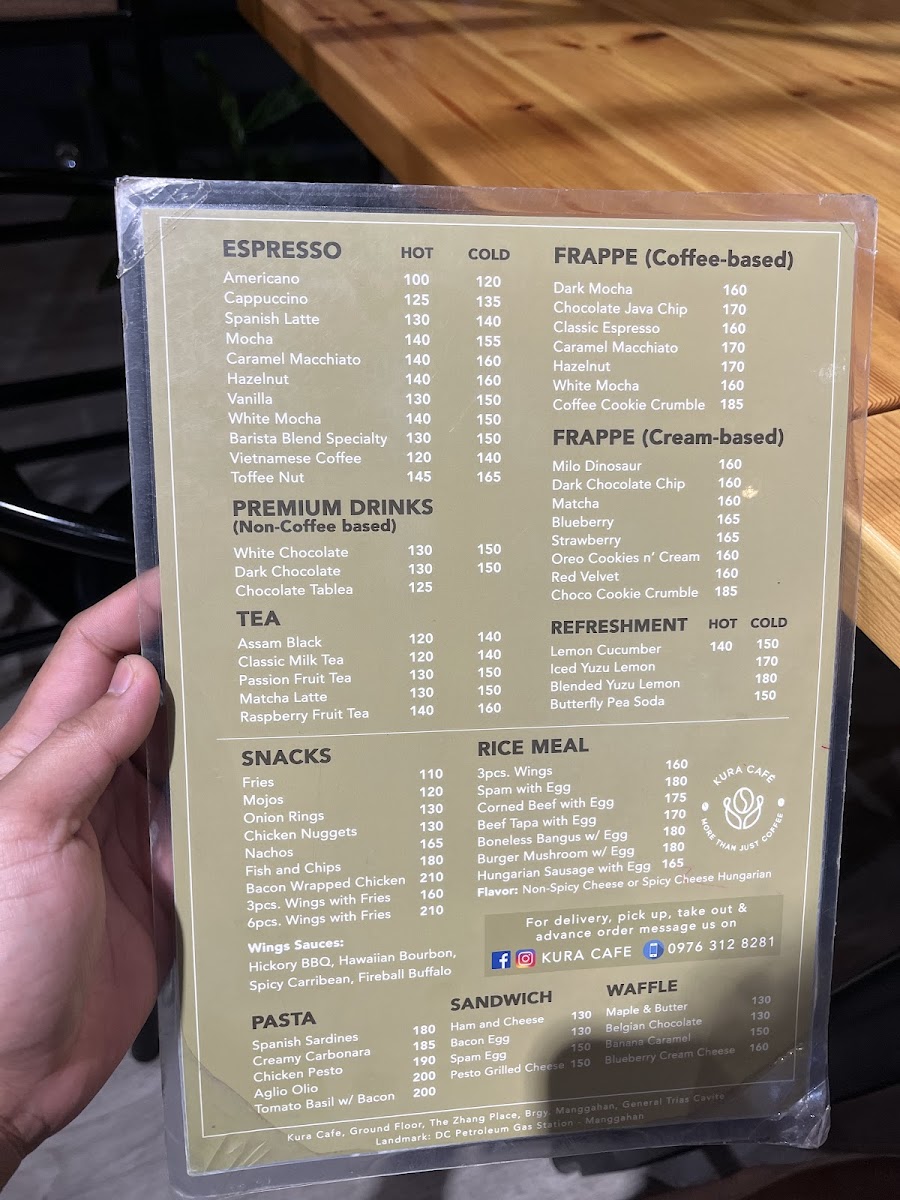 ESPRESSO HOT COLD
Americano 100 120
Cappuccino 125 135
Spanish Latte 130 140
Mocha 140 155
Caramel Macchiato 140 160
Hazelnut 140 160
Vanilla 130 150
White Mocha 140 150
Barista Blend Specialty 130 150
Vietnamese Coffee 120 140
Toffee Nut 145 165
PREMIUM DRINKS
(Non-Coffee based)
White Chocolate 130 150
Dark Chocolate 130 150
Chocolate Tablea 125
TEA
Assam Black 120 140
Classic Milk Tea 120 140
Passion Fruit Tea 130 150
Matcha Latte 130 150
Raspberry Fruit Tea 140 160
FRAPPE (Coffee-based)
Dark Mocha 160
Chocolate Java Chip 170
Classic Espresso 160
Caramel Macchiato 170
Hazelnut 170
White Mocha 160
Coffee Cookie Crumble 185
FRAPPE (Cream-based)
Milo Dinosaur 160
Dark Chocolate Chip 160
Matcha 160
Blueberry 165
Strawberry 165
Oreo Cookies n' Cream 160
Red Velvet 160
Choco Cookie Crumble 185
REFRESHMENT HOT COLD
Lemon Cucumber 140 150
Iced Yuzu Lemon 170
Blended Yuzu Lemon 180
Butterfly Pea Soda 150
SNACKS
Fries 110
Mojos 120
Onion Rings 130
Chicken Nuggets 130
Nachos 165
Fish and Chips 180
Bacon Wrapped Chicken 210
3pcs. Wings with Fries 160
6pcs. Wings with Fries 210
Wings Sauces:
Hickory BBQ, Hawaiian Bourbon,
Spicy Carribean, Fireball Buffalo
RICE MEAL
3pcs. Wings 160
Spam with Egg 180
Corned Beef with Egg 175
Beef Tapa with Egg 170
Boneless Bangus w/ Egg 180
Burger Mushroom w/ Egg 180
Hungarian Sausage with Egg 165
Flavor: Non-Spicy Cheese or Spicy Cheese Hungarian
KURA CAFÉ
MORE THAN JUST COFFEE
For delivery, pick up, take out &
advance order message us on
KURA CAFE 0976 312 8281
PASTA
Spanish Sardines 180
Creamy Carbonara 185
Chicken Pesto 190
Aglio Olio 200
Tomato Basil w/ Bacon 200
SANDWICH
Ham and Cheese 130
Bacon Egg 130
Spam Egg 150
Pesto Grilled Cheese 150
WAFFLE
Maple & Butter 130
Belgian Chocolate 130
Banana Caramel 150
Blueberry Cream Cheese 160
Kura Cafe, Ground Floor, The Zhang Place, Brgy. Manggahan, General Trias Cavite
Landmark: DC Petroleum Gas Station - Manggahan